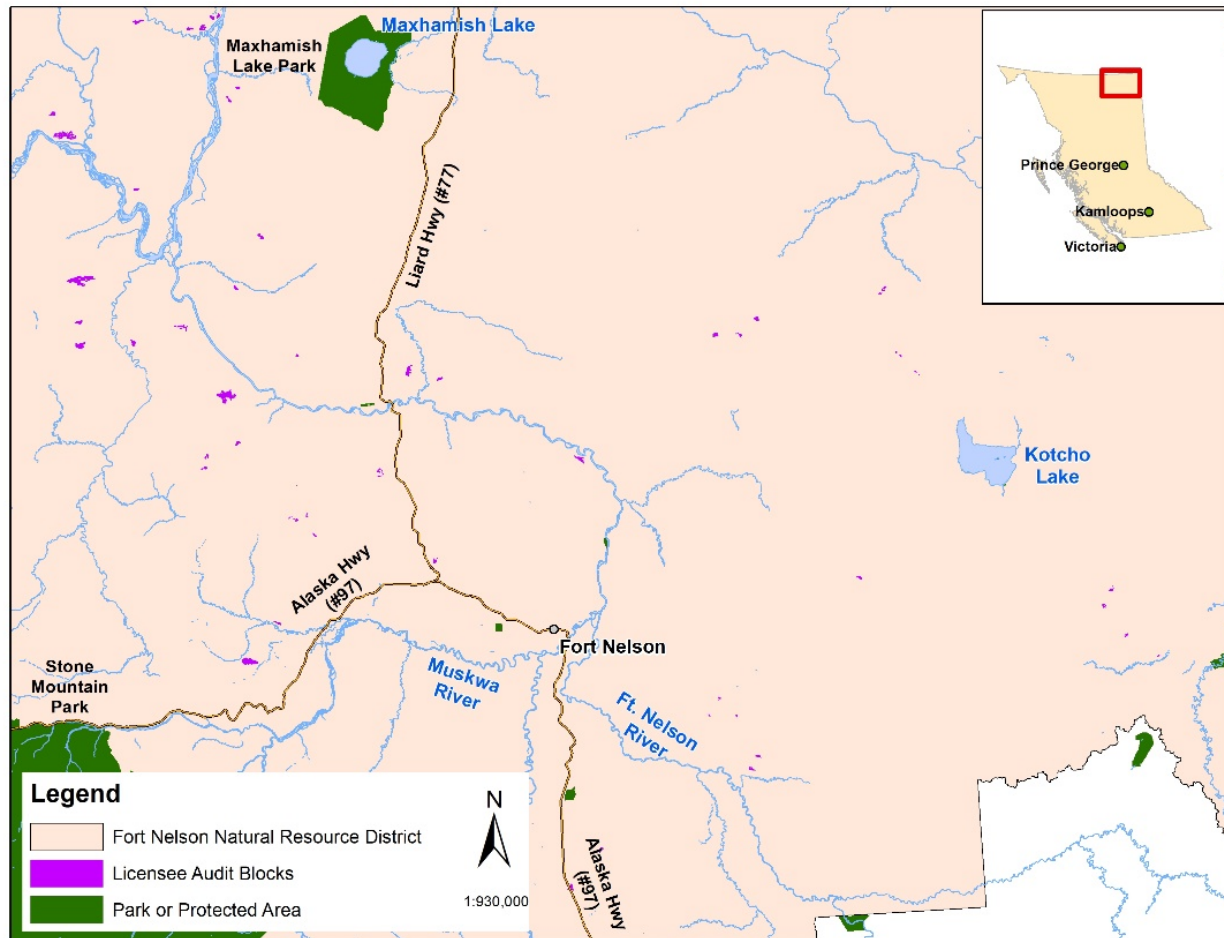 Maxhamish Lake
Maxhamish
Lake Park
Prince George
Kamloops
Victoria
Liard Hwy (#77)
Kotcho
Lake
Alaska Hwy
(#97)
Fort Nelson
Stone
Mountain
Park
Muskwa
River
Ft. Nelson
River
Legend
Fort Nelson Natural Resource District
Licensee Audit Blocks
Park or Protected Area
N
1:930,000
Alaska Hwy
(#97)